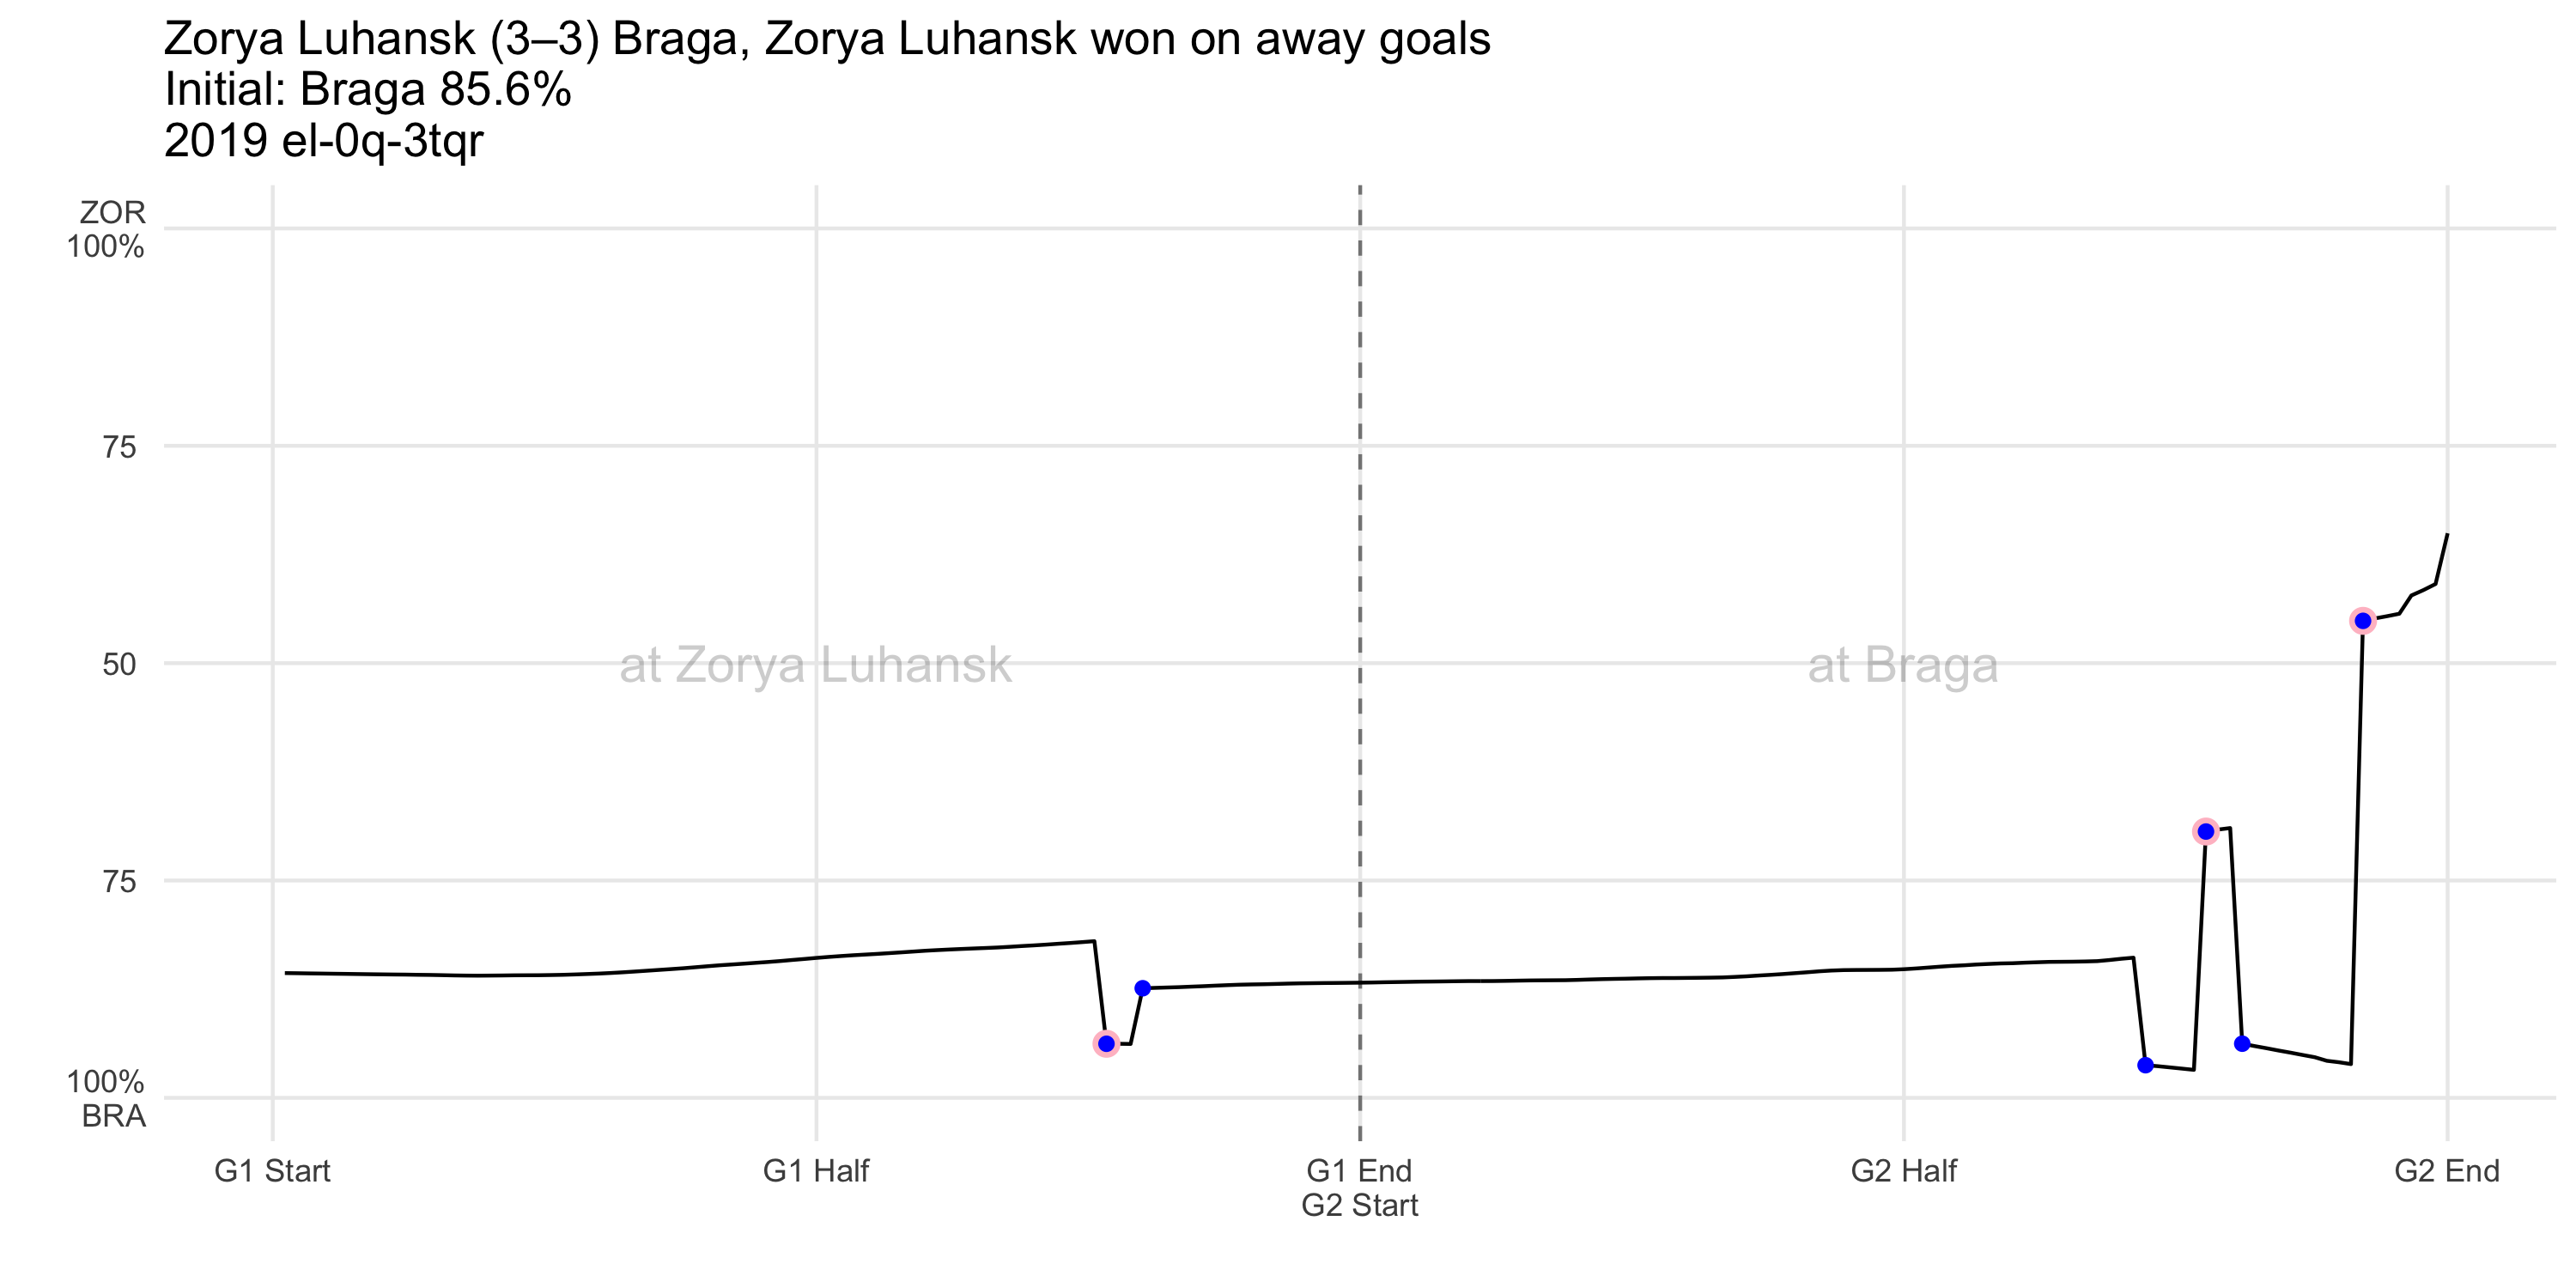 Zorya Luhansk (3–3) Braga, Zorya Luhansk won on away goals
Initial: Braga 85.6%
2019 el-0q-3tqr
ZOR
100%
75
50
75
100%
BRA
at Zorya Luhansk
at Braga
G1 Start
G1 Half
G1 End
G2 Start
G2 Half
G2 End